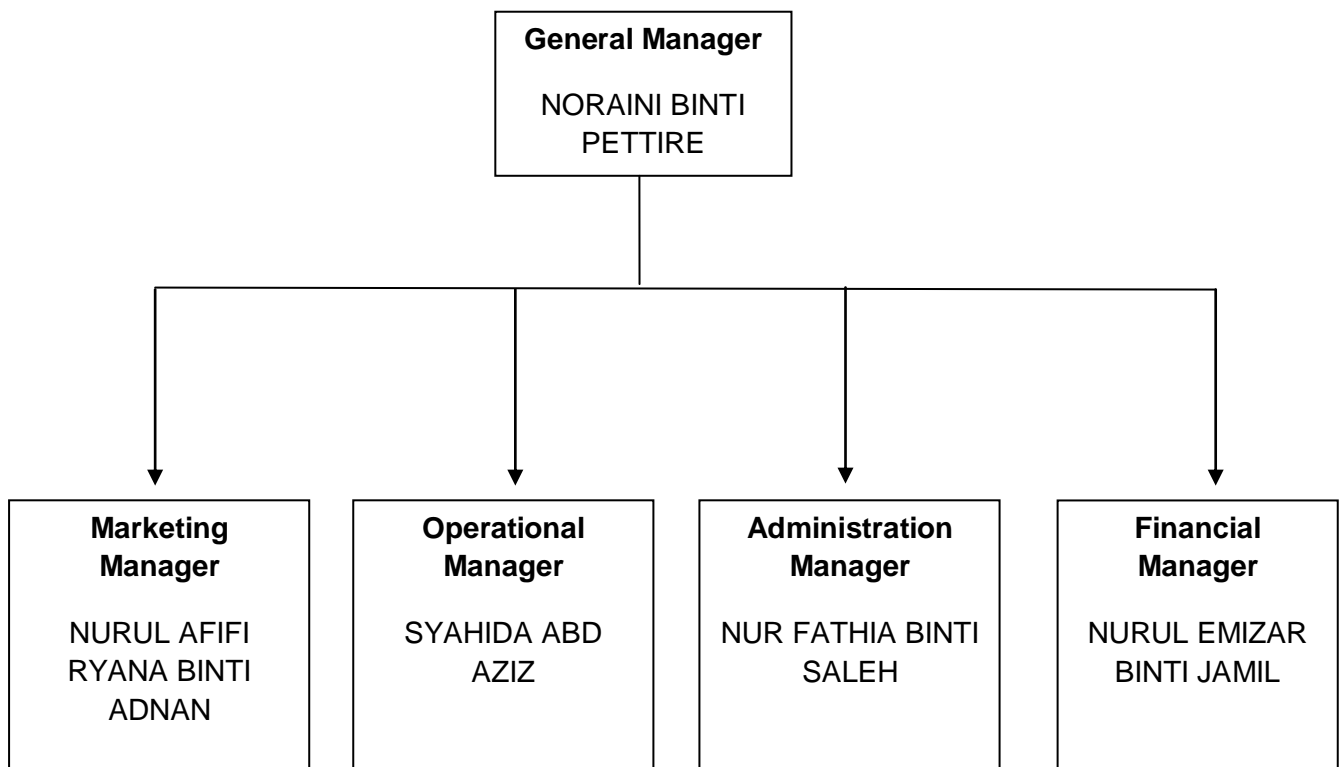 General Manager
NORAINI BINTI
PETTIRE
Marketing
Manager
NURUL AFIFI
RYANA BINTI
ADNAN
Operational
Manager
SYAHIDA ABD
AZIZ
Administration
Manager
NUR FATHIA BINTI
SALEH
Financial
Manager
NURUL EMIZAR
BINTI JAMIL